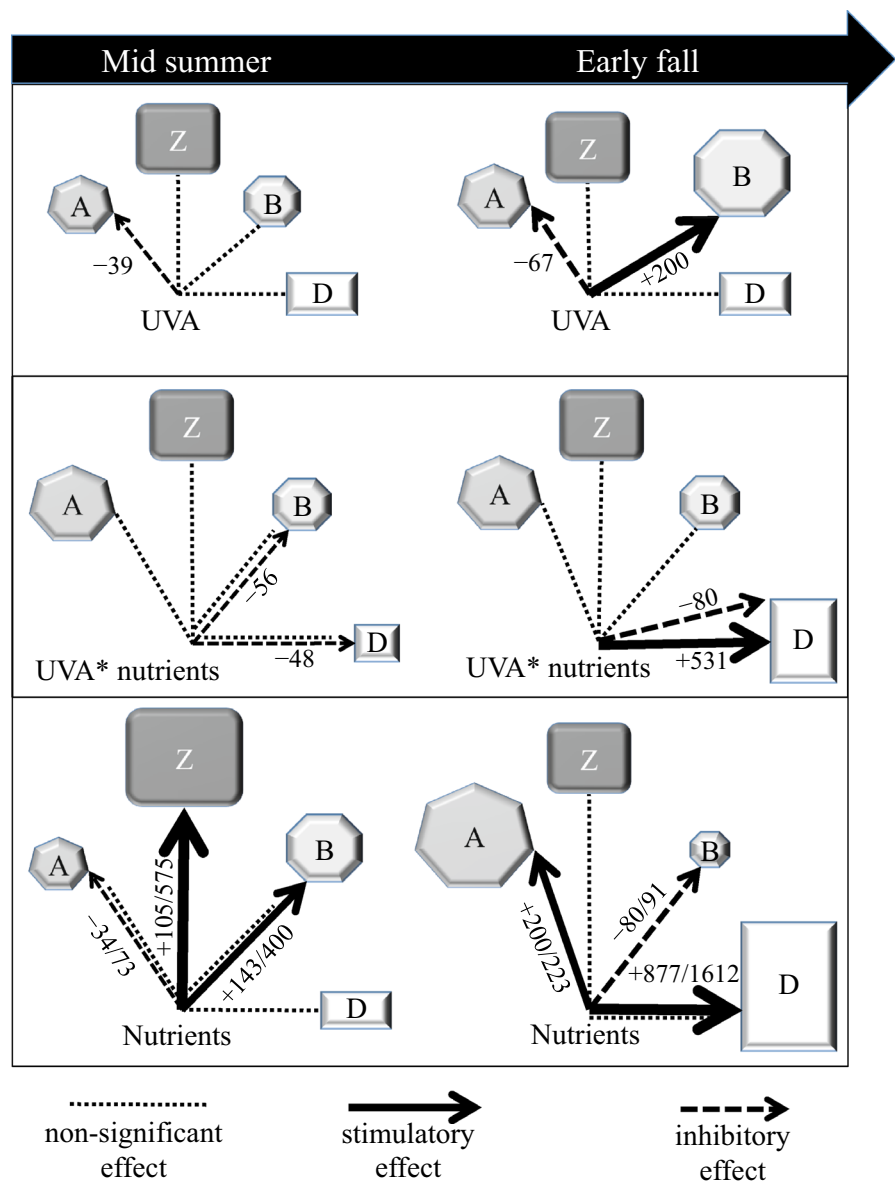 Mid summer
Early fall
Z
A
B
−39
D
UVA
Z
A
B
−67
+200
D
UVA
Z
A
B
−56
D
−48
UVA* nutrients
Z
A
B
−80
D
+531
UVA* nutrients
Z
A
B
−34/73
+105/575
+143/400
D
Nutrients
Z
A
B
+200/223
−80/91
+877/1612
D
Nutrients
non-significant
effect
stimulatory
effect
inhibitory
effect